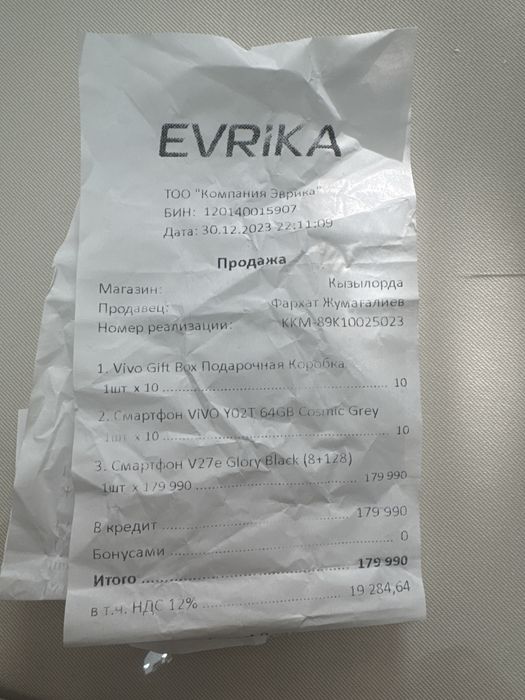 EVRiKA
ТОО "Компания Эврика"
БИН: 120140015907
Дата: 30.12.2023 22:11:09
Продажа
Магазин: Кызылорда
Продавец: Фархат Жумагалиев
Номер реализации: ККМ-89К10025023
1. Vivo Gift Box Подарочная Коробка
1шт х 10 ........ 10
2. Смартфон ViVO Y02T 64GB Cosmic Grey
1шт х 10 ........ 10
3. Смартфон V27e Glory Black (8+128)
1шт х 179 990 ........ 179 990
В кредит ........ 179 990
Бонусами ........ 0
Итого ........ 179 990
в т.ч. НДС 12% ........ 19 284,64